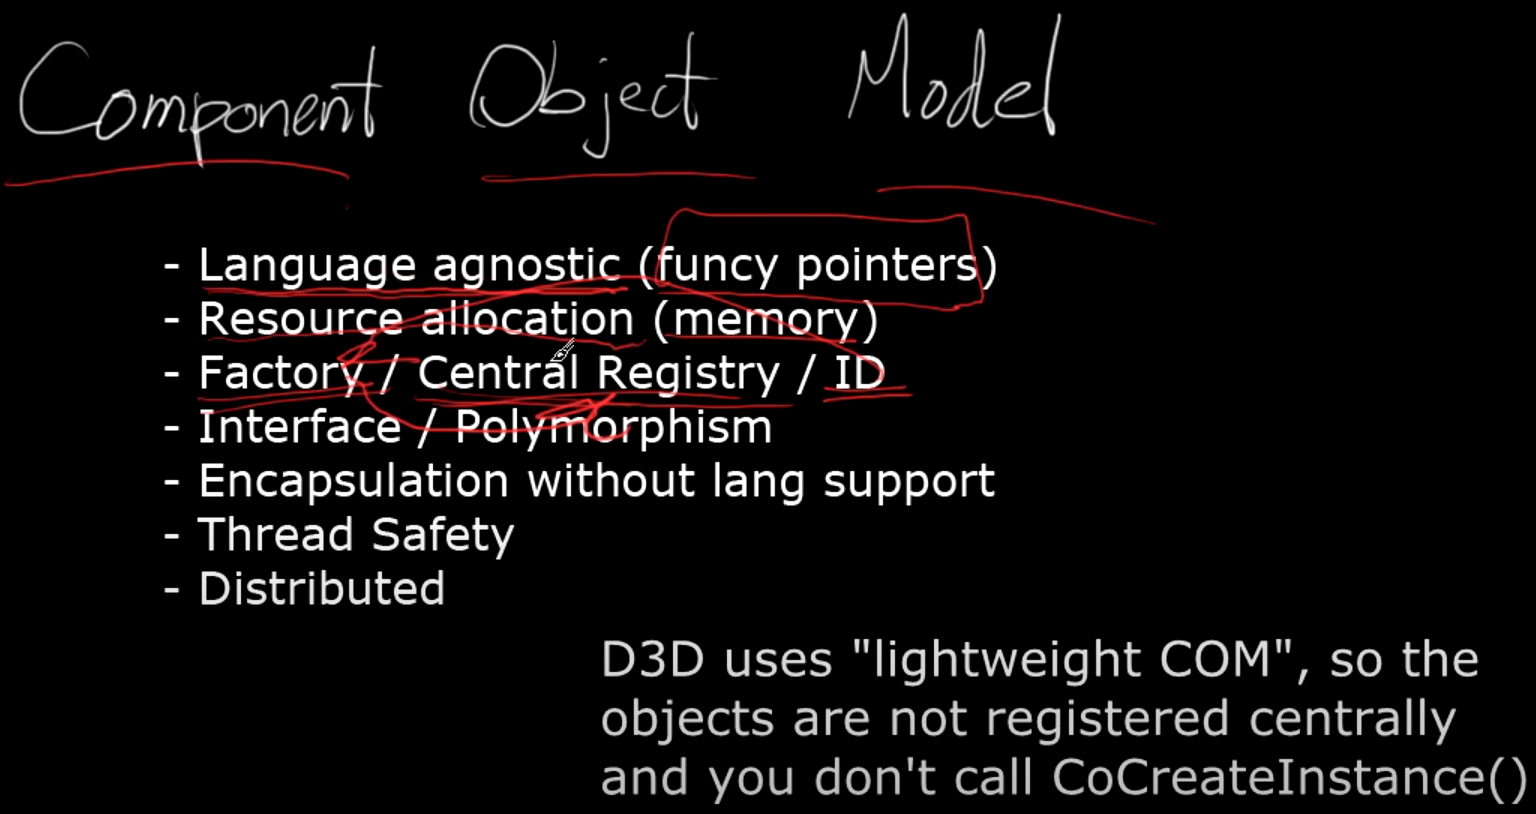 Component Object Model
- Language agnostic (funcy pointers)
- Resource allocation (memory)
- Factory / Central Registry / ID
- Interface / Polymorphism
- Encapsulation without lang support
- Thread Safety
- Distributed
D3D uses "lightweight COM", so the
objects are not registered centrally
and you don't call CoCreateInstance()